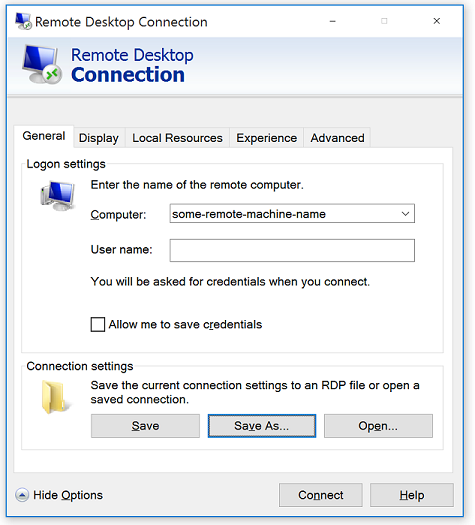 Remote Desktop Connection
Remote Desktop
Connection
General Display Local Resources Experience Advanced
Logon settings
Enter the name of the remote computer.
Computer: some-remote-machine-name
User name:
You will be asked for credentials when you connect.
Allow me to save credentials
Connection settings
Save the current connection settings to an RDP file or open a
saved connection.
Save Save As... Open...
Hide Options Connect Help